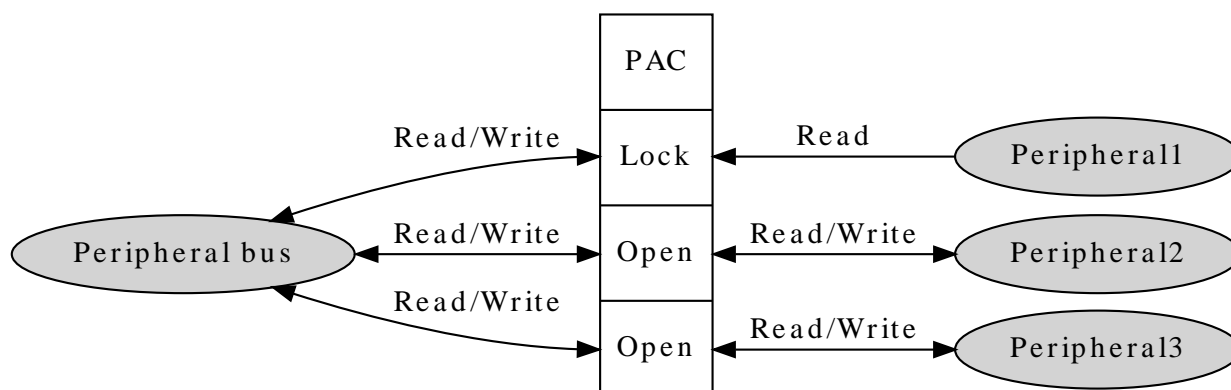 PAC
Read/Write
Lock
Read
Peripheral1
Peripheral bus
Read/Write
Open
Read/Write
Peripheral2
Read/Write
Open
Read/Write
Peripheral3